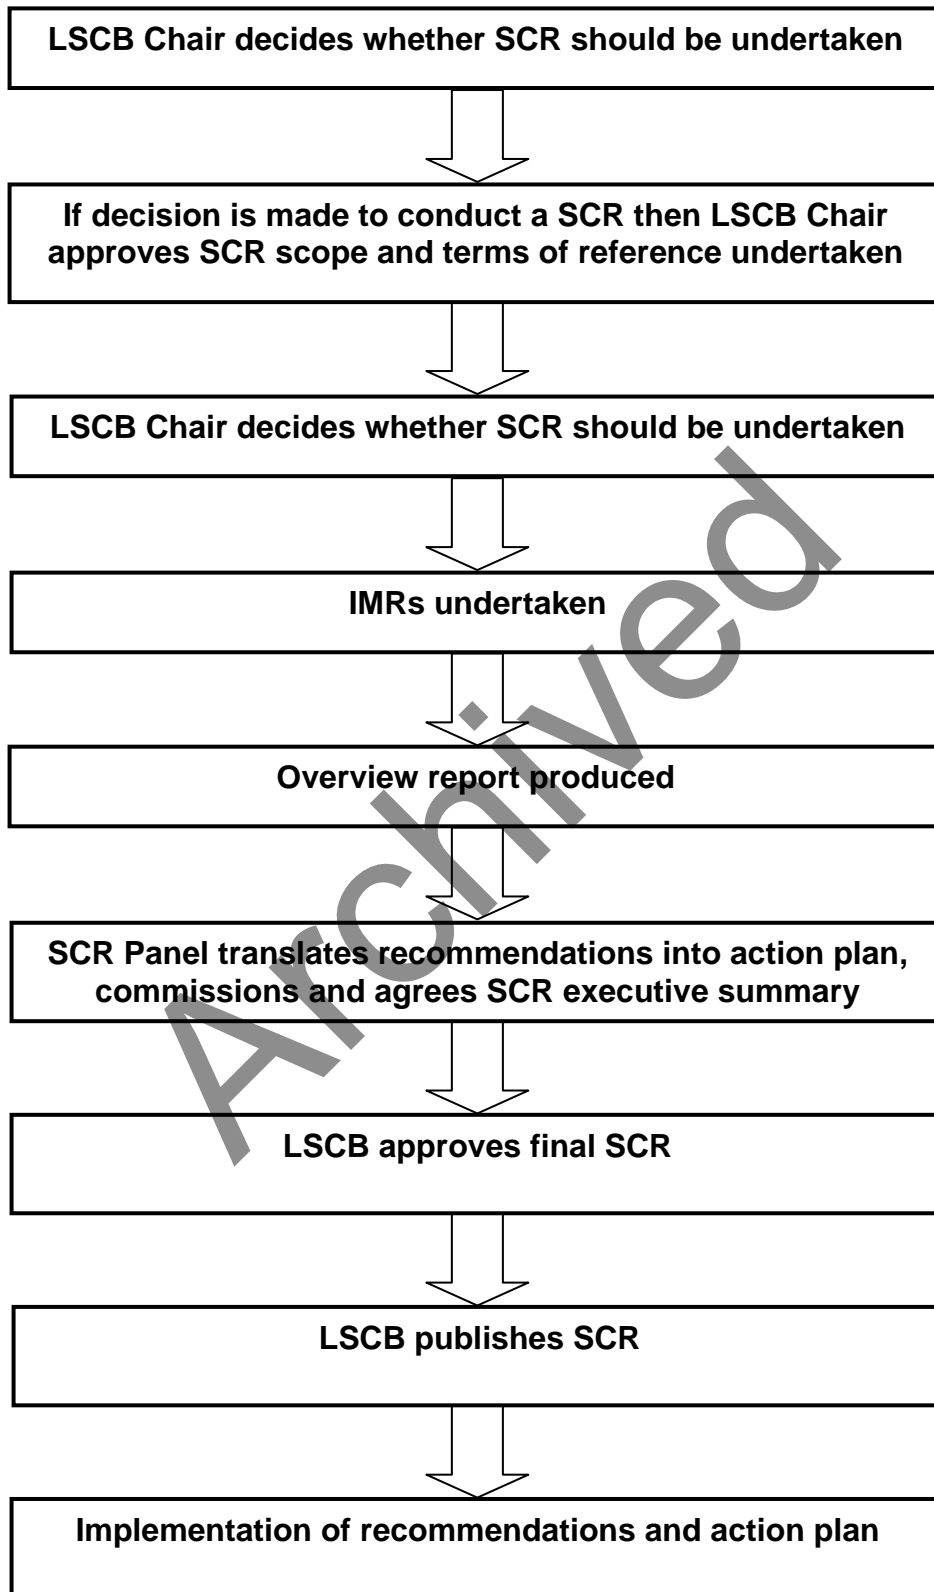 LSCB Chair decides whether SCR should be undertaken
If decision is made to conduct a SCR then LSCB Chair
approves SCR scope and terms of reference undertaken
LSCB Chair decides whether SCR should be undertaken
IMRs undertaken
Overview report produced
SCR Panel translates recommendations into action plan,
commissions and agrees SCR executive summary
LSCB approves final SCR
LSCB publishes SCR
Implementation of recommendations and action plan
Archived